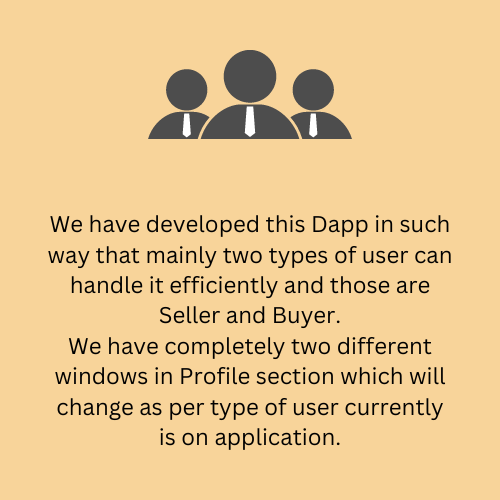 We have developed this Dapp in such
way that mainly two types of user can
handle it efficiently and those are
Seller and Buyer.
We have completely two different
windows in Profile section which will
change as per type of user currently
is on application.